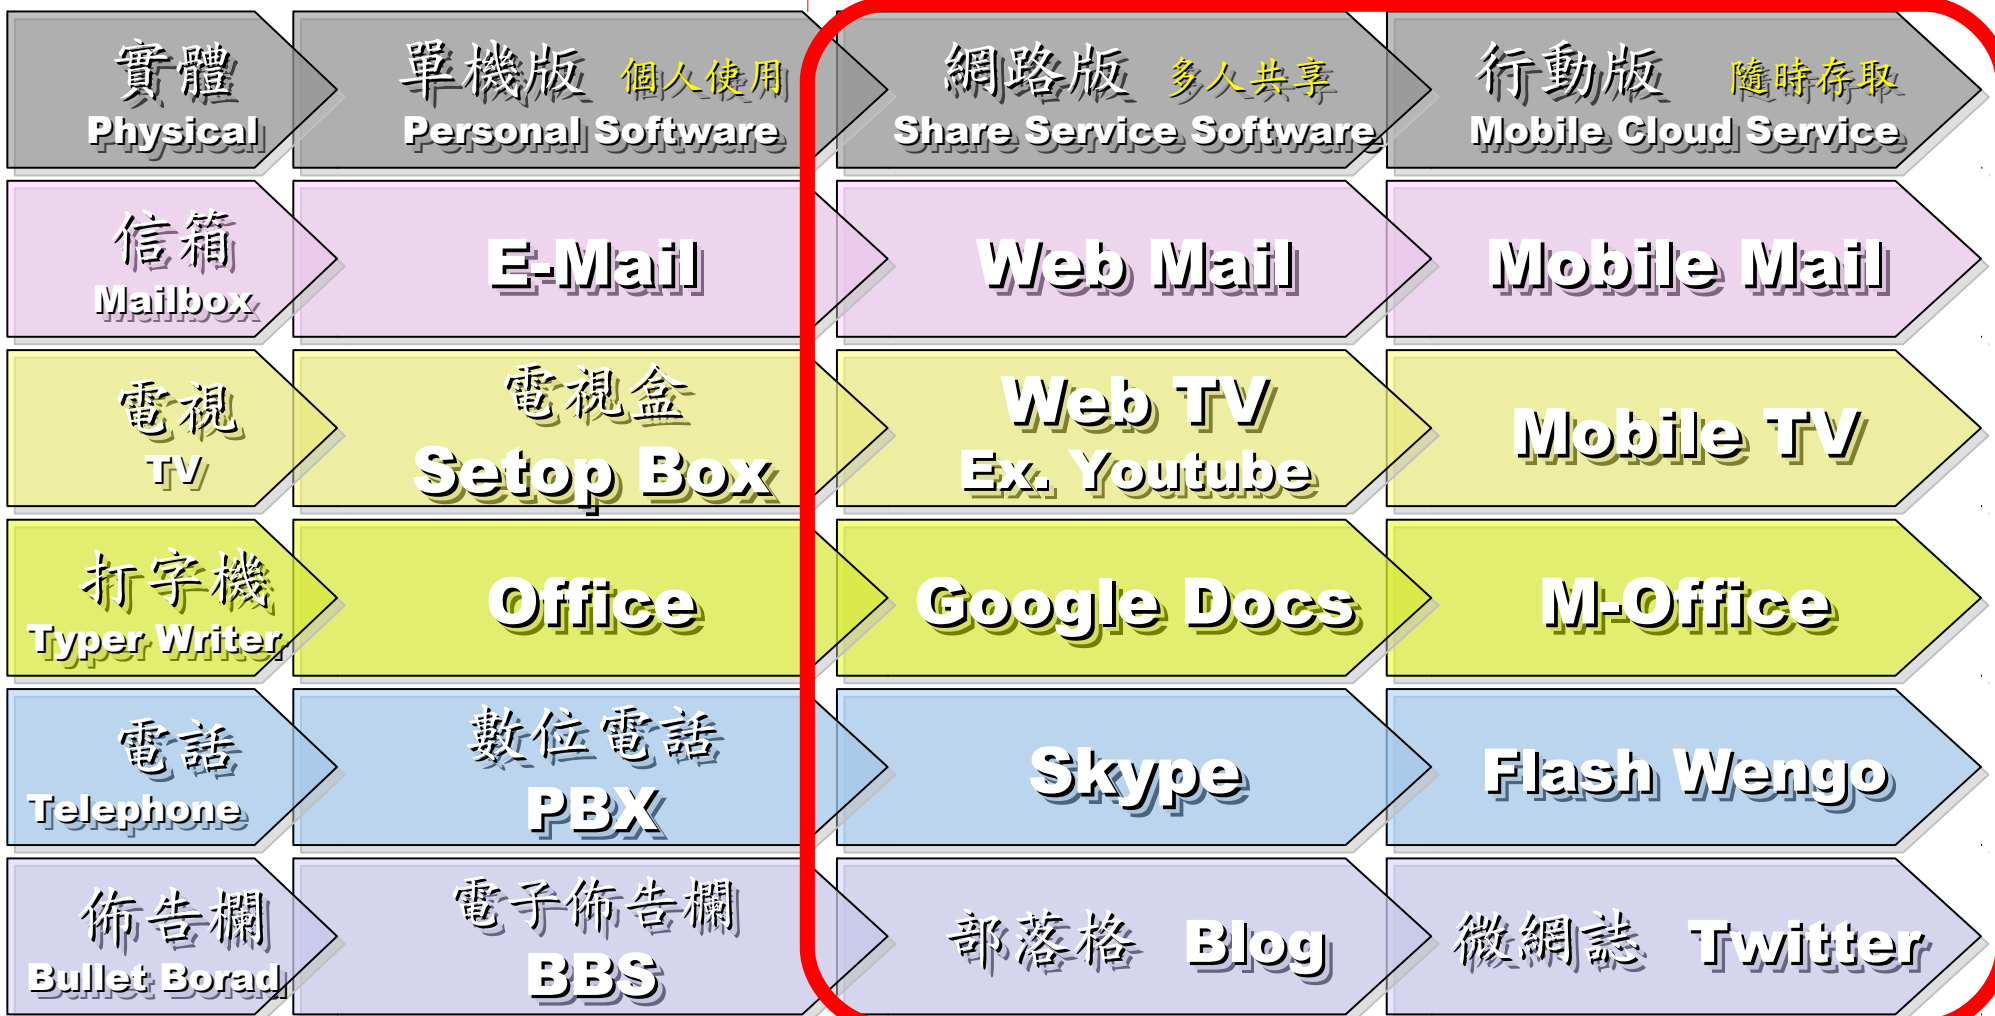 實體
Physical
單機版 個人使用
Personal Software
網路版 多人共享
Share Service Software
行動版 隨時存取
Mobile Cloud Service
信箱
Mailbox
E-Mail
Web Mail
Mobile Mail
電視
TV
電視盒
Setop Box
Web TV
Ex. Youtube
Mobile TV
打字機
Typer Writer
Office
Google Docs
M-Office
電話
Telephone
數位電話
PBX
Skype
Flash Wengo
佈告欄
Bullet Borad
電子佈告欄
BBS
部落格 Blog
微網誌 Twitter